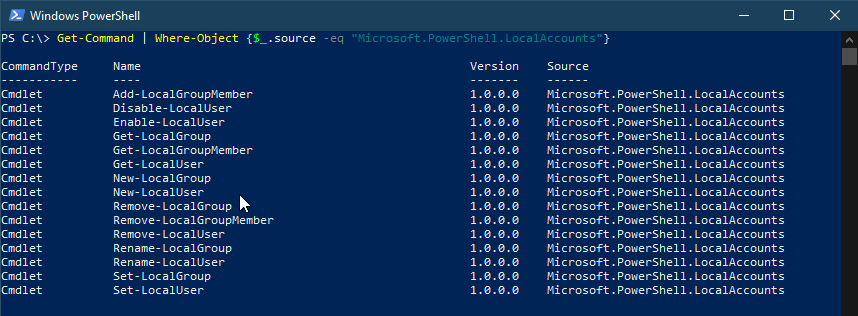 Windows PowerShell
PS C:\> Get-Command | Where-Object {$_.source -eq "Microsoft.PowerShell.LocalAccounts"}
CommandType Name Version Source
----------- ---- ------- ------
Cmdlet Add-LocalGroupMember 1.0.0.0 Microsoft.PowerShell.LocalAccounts
Cmdlet Disable-LocalUser 1.0.0.0 Microsoft.PowerShell.LocalAccounts
Cmdlet Enable-LocalUser 1.0.0.0 Microsoft.PowerShell.LocalAccounts
Cmdlet Get-LocalGroup 1.0.0.0 Microsoft.PowerShell.LocalAccounts
Cmdlet Get-LocalGroupMember 1.0.0.0 Microsoft.PowerShell.LocalAccounts
Cmdlet Get-LocalUser 1.0.0.0 Microsoft.PowerShell.LocalAccounts
Cmdlet New-LocalGroup 1.0.0.0 Microsoft.PowerShell.LocalAccounts
Cmdlet New-LocalUser 1.0.0.0 Microsoft.PowerShell.LocalAccounts
Cmdlet Remove-LocalGroup 1.0.0.0 Microsoft.PowerShell.LocalAccounts
Cmdlet Remove-LocalGroupMember 1.0.0.0 Microsoft.PowerShell.LocalAccounts
Cmdlet Remove-LocalUser 1.0.0.0 Microsoft.PowerShell.LocalAccounts
Cmdlet Rename-LocalGroup 1.0.0.0 Microsoft.PowerShell.LocalAccounts
Cmdlet Rename-LocalUser 1.0.0.0 Microsoft.PowerShell.LocalAccounts
Cmdlet Set-LocalGroup 1.0.0.0 Microsoft.PowerShell.LocalAccounts
Cmdlet Set-LocalUser 1.0.0.0 Microsoft.PowerShell.LocalAccounts